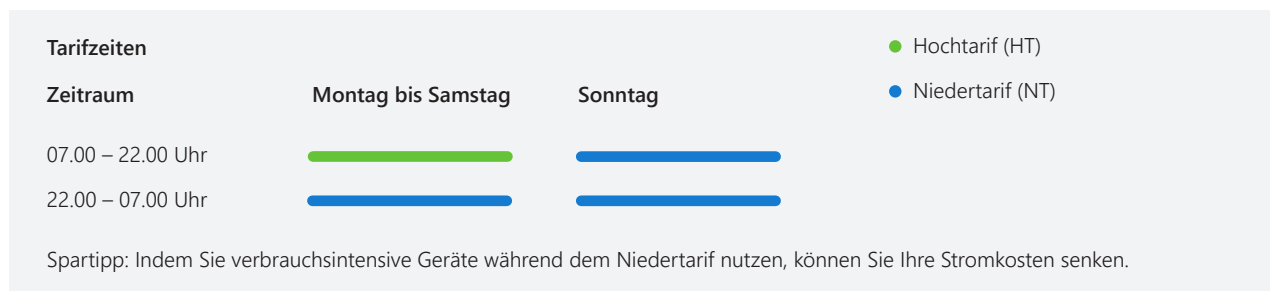 Tarifzeiten
Hochtarif (HT)
Zeitraum Montag bis Samstag Sonntag
Niedertarif (NT)
07.00 – 22.00 Uhr
22.00 – 07.00 Uhr
Spartipp: Indem Sie verbrauchsintensive Geräte während dem Niedertarif nutzen, können Sie Ihre Stromkosten senken.